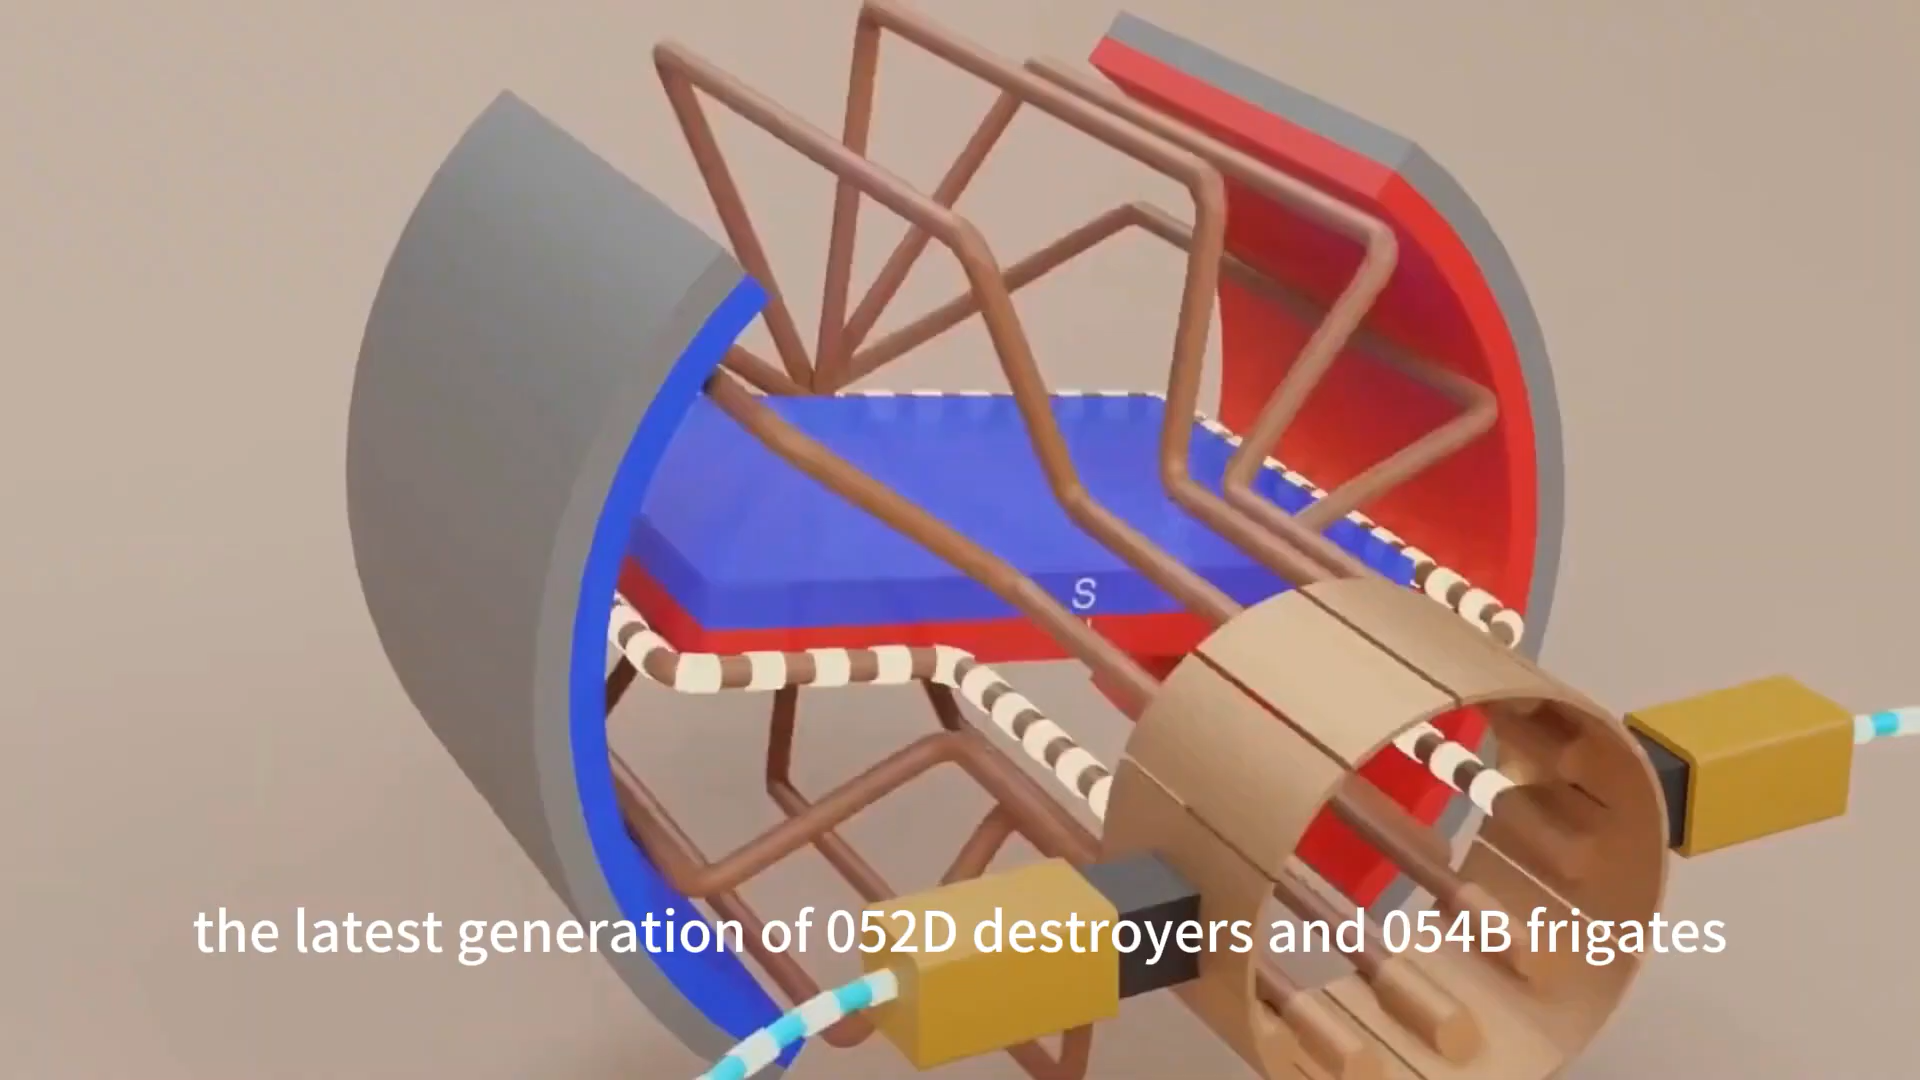 S
the latest generation of 052D destroyers and 054B frigates